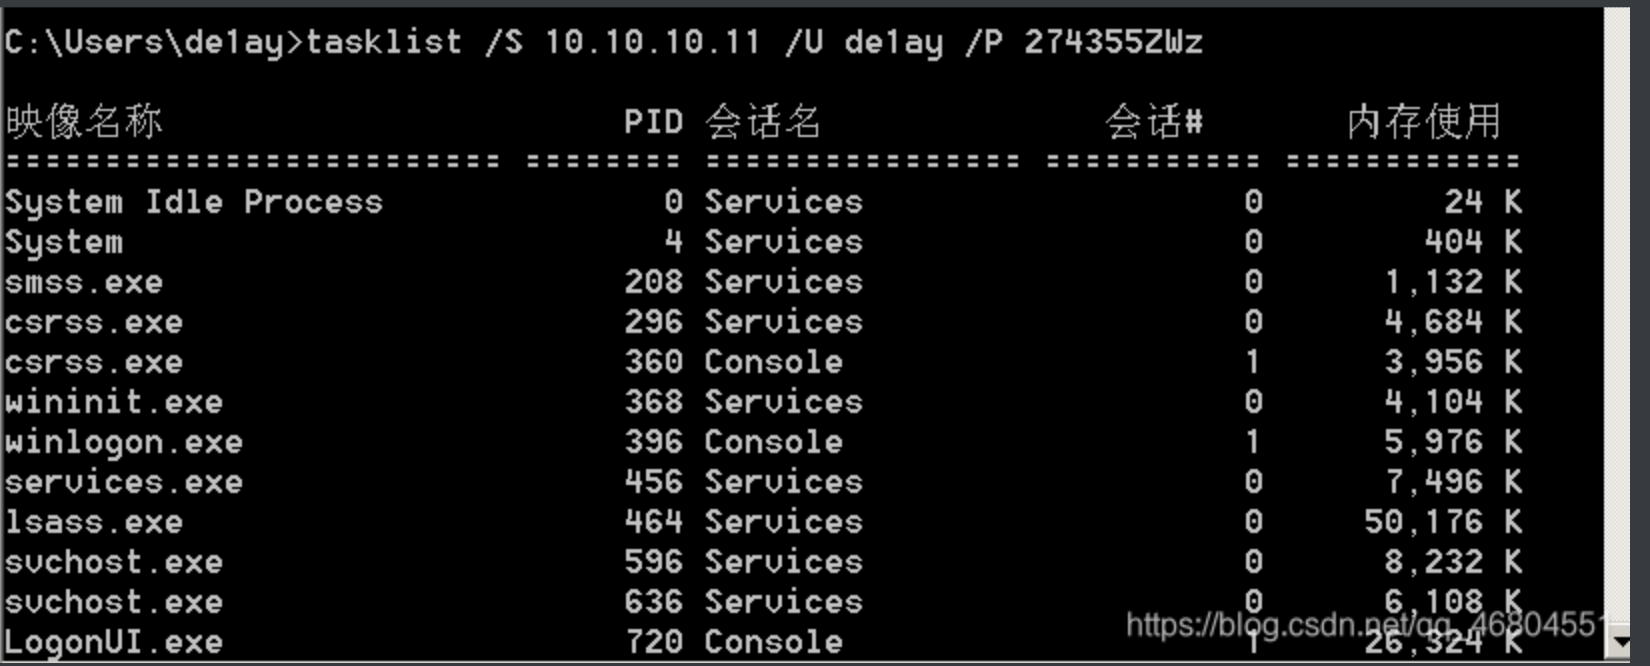 C:\Users\de1ay>tasklist /S 10.10.10.11 /U de1ay /P 274355ZWz
映像名称                       PID 会话名              会话#       内存使用
========================= ======== ================ =========== ============
System Idle Process              0 Services                   0         24 K
System                           4 Services                   0        404 K
smss.exe                       208 Services                   0      1,132 K
csrss.exe                      296 Services                   0      4,684 K
csrss.exe                      360 Console                    1      3,956 K
wininit.exe                    368 Services                   0      4,104 K
winlogon.exe                   396 Console                    1      5,976 K
services.exe                   456 Services                   0      7,496 K
lsass.exe                      464 Services                   0     50,176 K
svchost.exe                    596 Services                   0      8,232 K
svchost.exe                    636 Services                   0      6,108 K
https://blog.csdn.net/qq_46804551
LogonUI.exe                    720 Console                    1     26,324 K